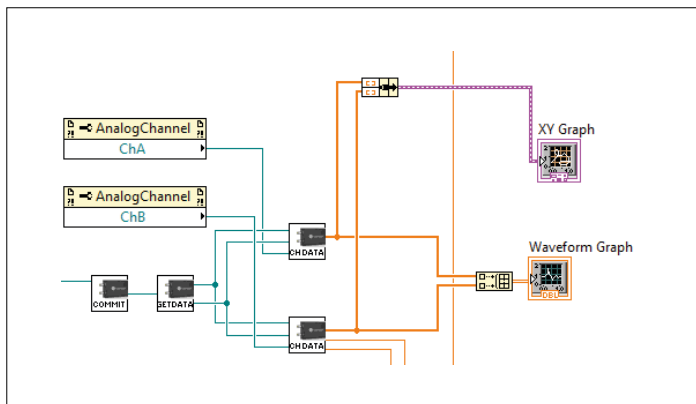 AnalogChannel
ChA
AnalogChannel
ChB
XY Graph
Waveform Graph
CHDATA
COMMIT
GETDATA
CHDATA
DBL